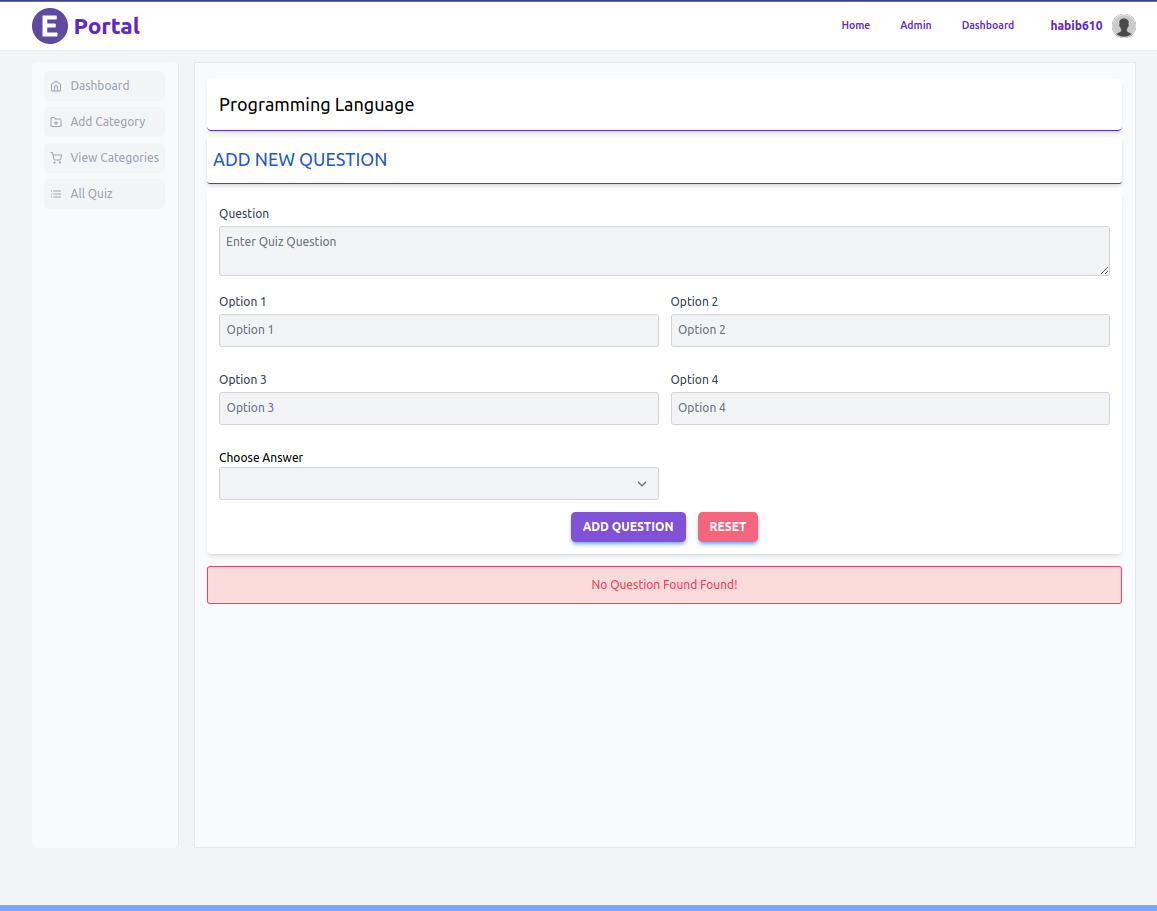 E Portal
Home Admin Dashboard habib610
Dashboard
Add Category
View Categories
All Quiz
Programming Language
ADD NEW QUESTION
Question
Enter Quiz Question
Option 1 Option 2
Option 1 Option 2
Option 3 Option 4
Option 3 Option 4
Choose Answer
ADD QUESTION RESET
No Question Found Found!